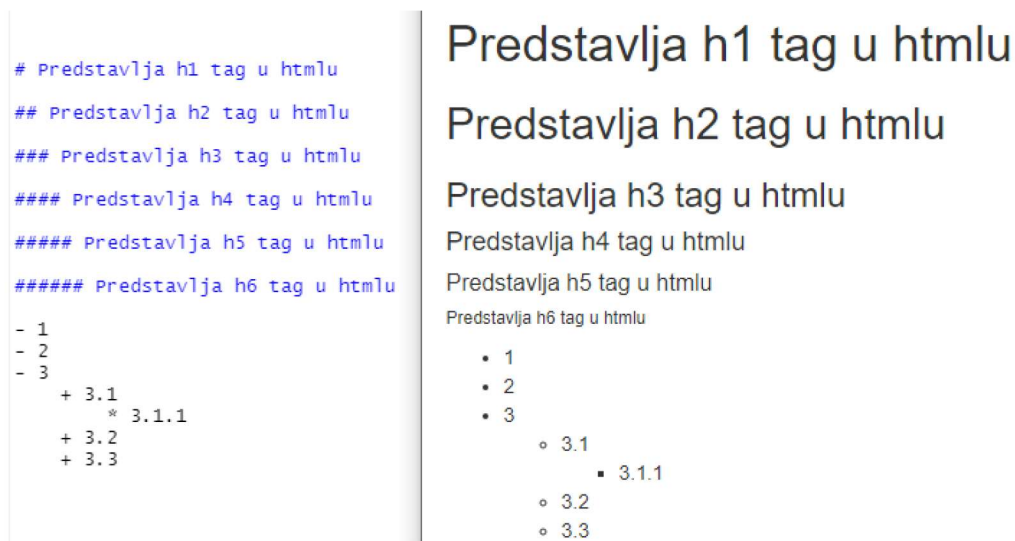 # Predstavlja h1 tag u htmlu
## Predstavlja h2 tag u htmlu
### Predstavlja h3 tag u htmlu
#### Predstavlja h4 tag u htmlu
##### Predstavlja h5 tag u htmlu
###### Predstavlja h6 tag u htmlu
- 1
- 2
- 3
    + 3.1
        * 3.1.1
    + 3.2
    + 3.3
Predstavlja h1 tag u htmlu
Predstavlja h2 tag u htmlu
Predstavlja h3 tag u htmlu
Predstavlja h4 tag u htmlu
Predstavlja h5 tag u htmlu
Predstavlja h6 tag u htmlu
• 1
• 2
• 3
    ◦ 3.1
        ▪ 3.1.1
    ◦ 3.2
    ◦ 3.3